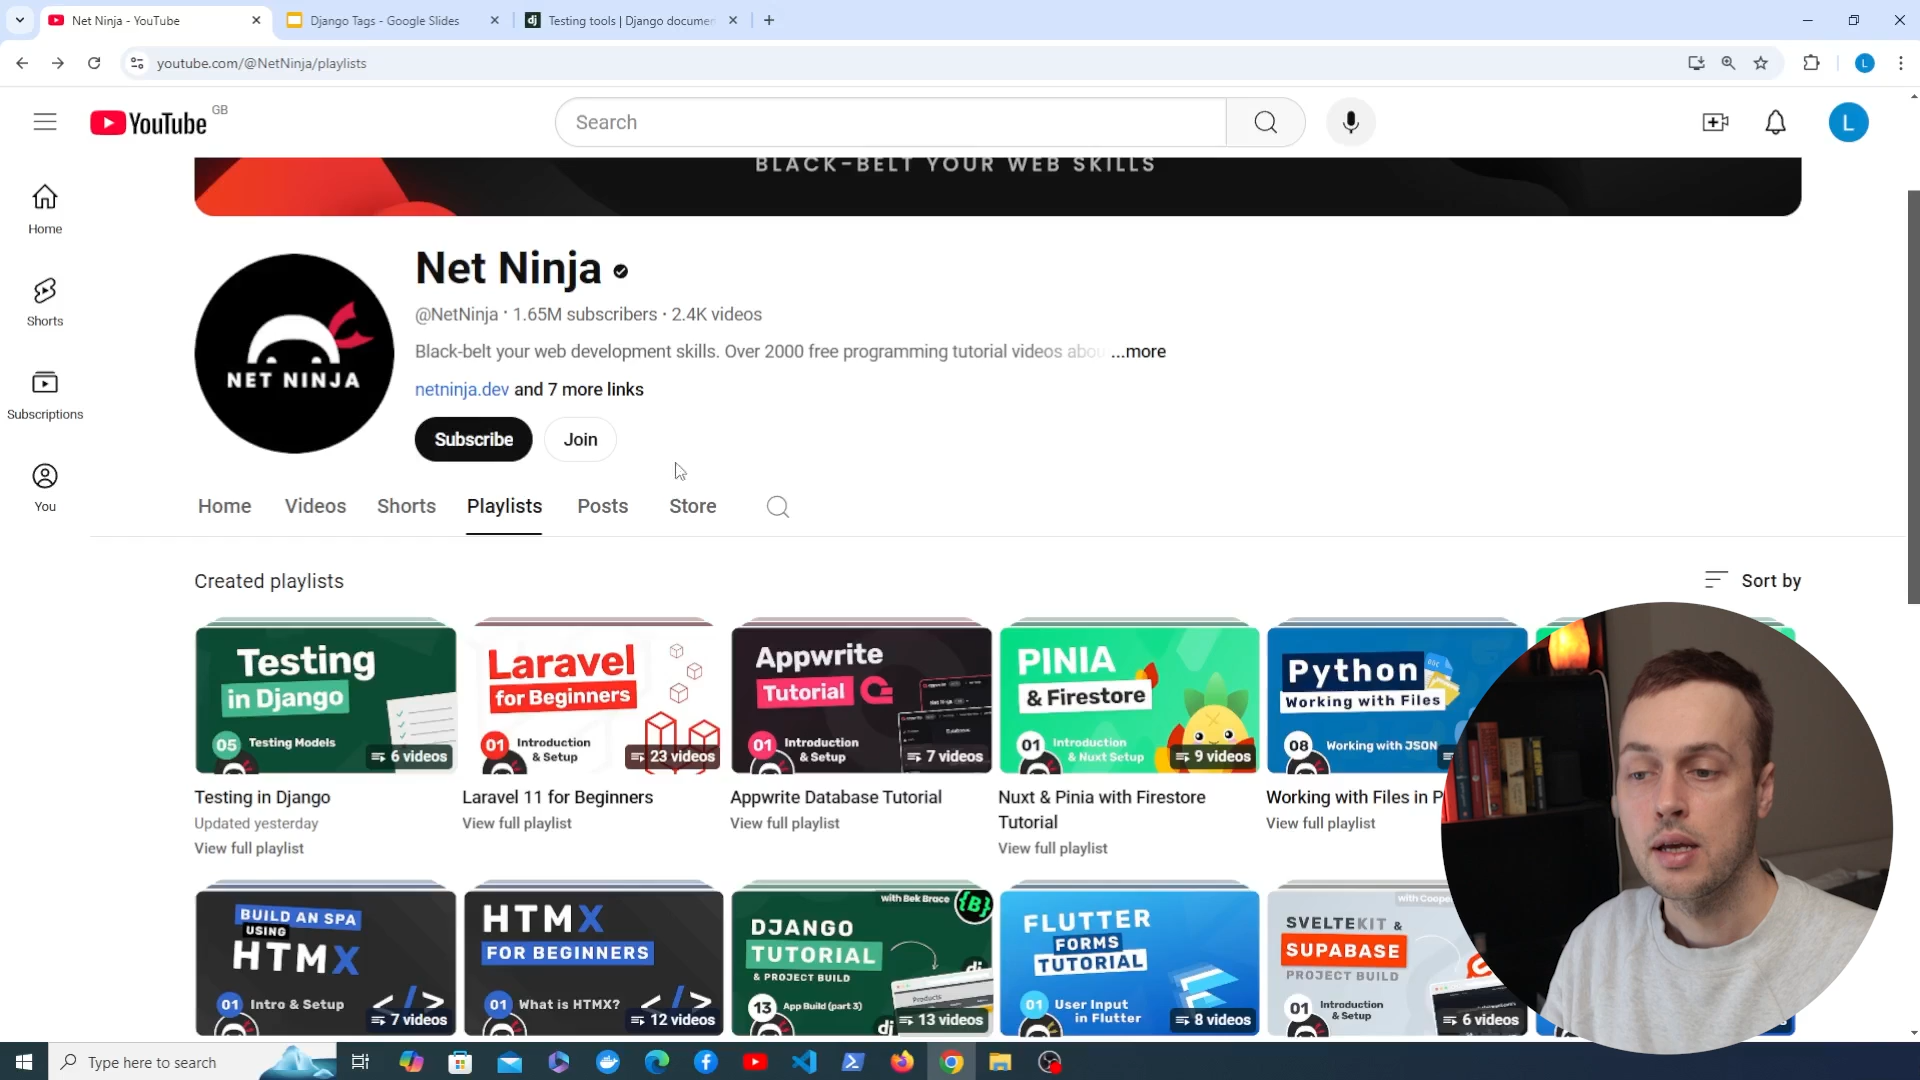 Net Ninja - YouTube
Django Tags - Google Slides
Testing tools | Django documen
youtube.com/@NetNinja/playlists
L
YouTube
GB
Search
L
BLACK-BELT YOUR WEB SKILLS
Home
Shorts
Subscriptions
You
NET NINJA
Net Ninja
@NetNinja · 1.65M subscribers · 2.4K videos
Black-belt your web development skills. Over 2000 free programming tutorial videos abou ...more
netninja.dev and 7 more links
Subscribe
Join
Home
Videos
Shorts
Playlists
Posts
Store
Created playlists
Sort by
Testing
in Django
05 Testing Models
6 videos
Testing in Django
Updated yesterday
View full playlist
Laravel
for Beginners
01 Introduction
& Setup
23 videos
Laravel 11 for Beginners
View full playlist
Appwrite
Tutorial
01 Introduction
& Setup
7 videos
Appwrite Database Tutorial
View full playlist
PINIA
& Firestore
01 Introduction
& Nuxt Setup
9 videos
Nuxt & Pinia with Firestore
Tutorial
View full playlist
Python
Working with Files
08 Working with JSON
Working with Files in P
View full playlist
BUILD AN SPA
USING
HTMX
01 Intro & Setup
7 videos
HTMX
FOR BEGINNERS
01 What is HTMX?
12 videos
with Bek Brace
{B}
DJANGO
TUTORIAL
& PROJECT BUILD
Products
13 App Build (part 3)
dj
13 videos
FLUTTER
FORMS
TUTORIAL
01 User Input
in Flutter
8 videos
with Coope
SVELTEKIT &
SUPABASE
PROJECT BUILD
01 Introduction
& Setup
6 videos
Type here to search